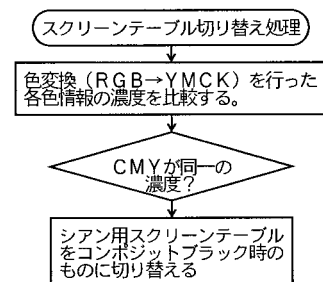 スクリーンテーブル切り替え処理
色変換（RGB→YMCK）を行った
各色情報の濃度を比較する。
CMYが同一の
濃度？
シアン用スクリーンテーブル
をコンポジットブラック時の
ものに切り替える